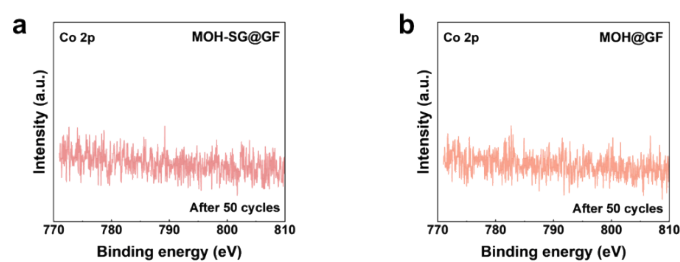 a
Co 2p MOH-SG@GF
Intensity (a.u.)
After 50 cycles
770 780 790 800 810
Binding energy (eV)
b
Co 2p MOH@GF
Intensity (a.u.)
After 50 cycles
770 780 790 800 810
Binding energy (eV)